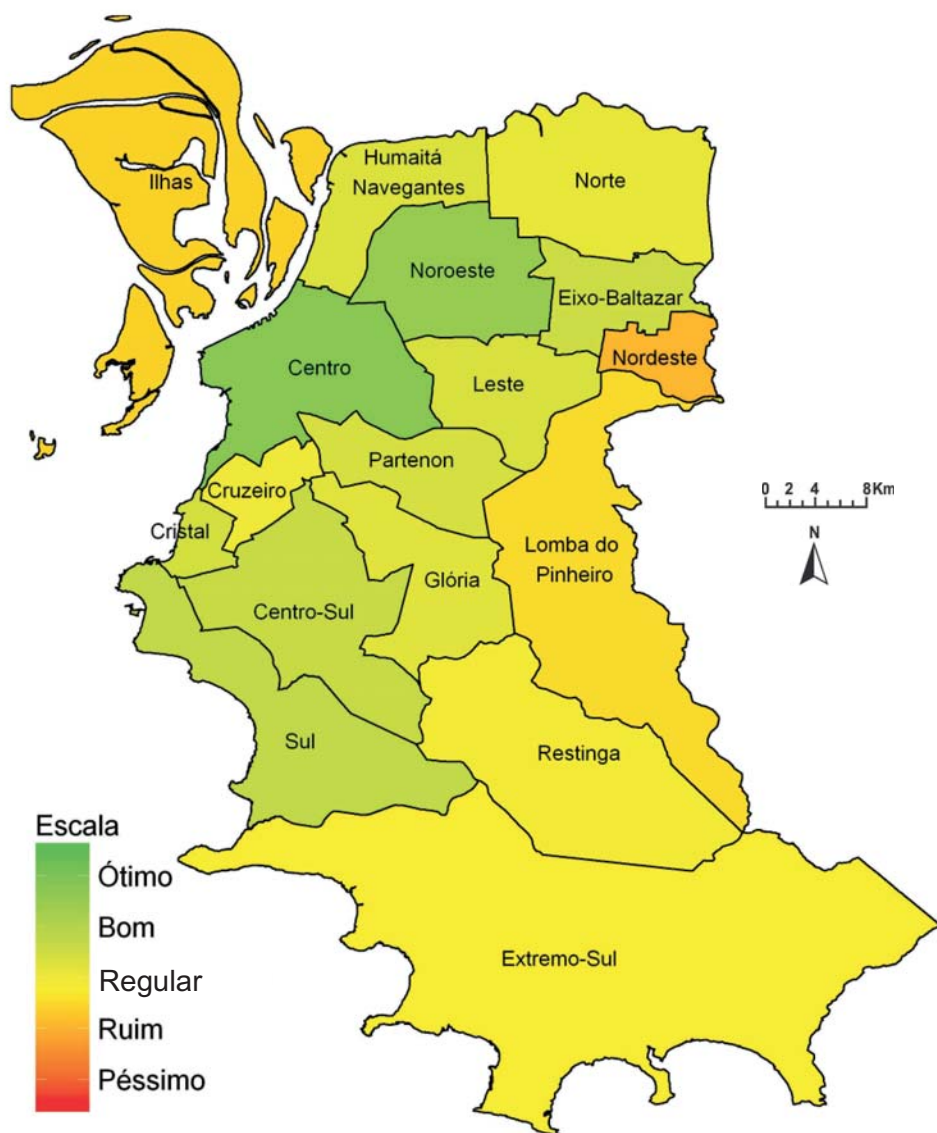 Humaitá
Navegantes
Norte
Ilhas
Noroeste
Eixo-Baltazar
Nordeste
Centro
Leste
Partenon
Cruzeiro
Cristal
Lomba do
Pinheiro
Glória
Centro-Sul
Sul
Restinga
Extremo-Sul
0 2 4 8Km
N
Escala
Ótimo
Bom
Regular
Ruim
Péssimo